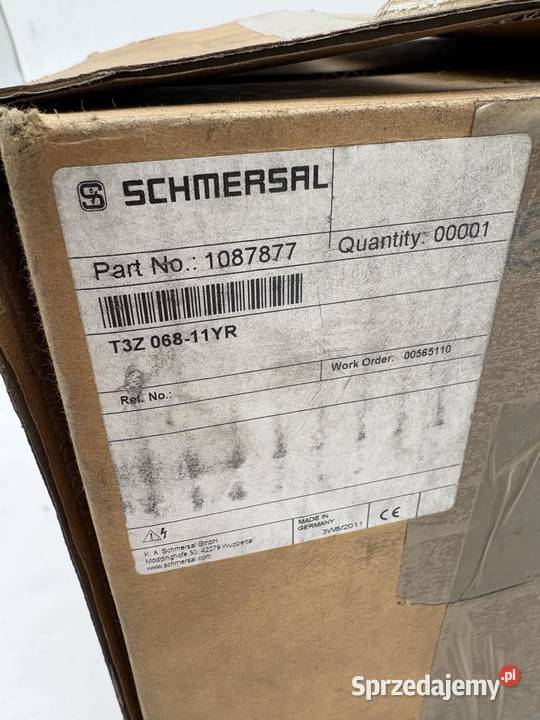 SCHMERSAL
Part No.: 1087877
Quantity: 00001
T3Z 068-11YR
Ref. No.:
Work Order: 00565110
K. A. Schmersal GmbH
Möddinghofe 30, 42279 Wuppertal
www.schmersal.com
MADE IN
GERMANY
3W6/2011
CE
Sprzedajemy.pl